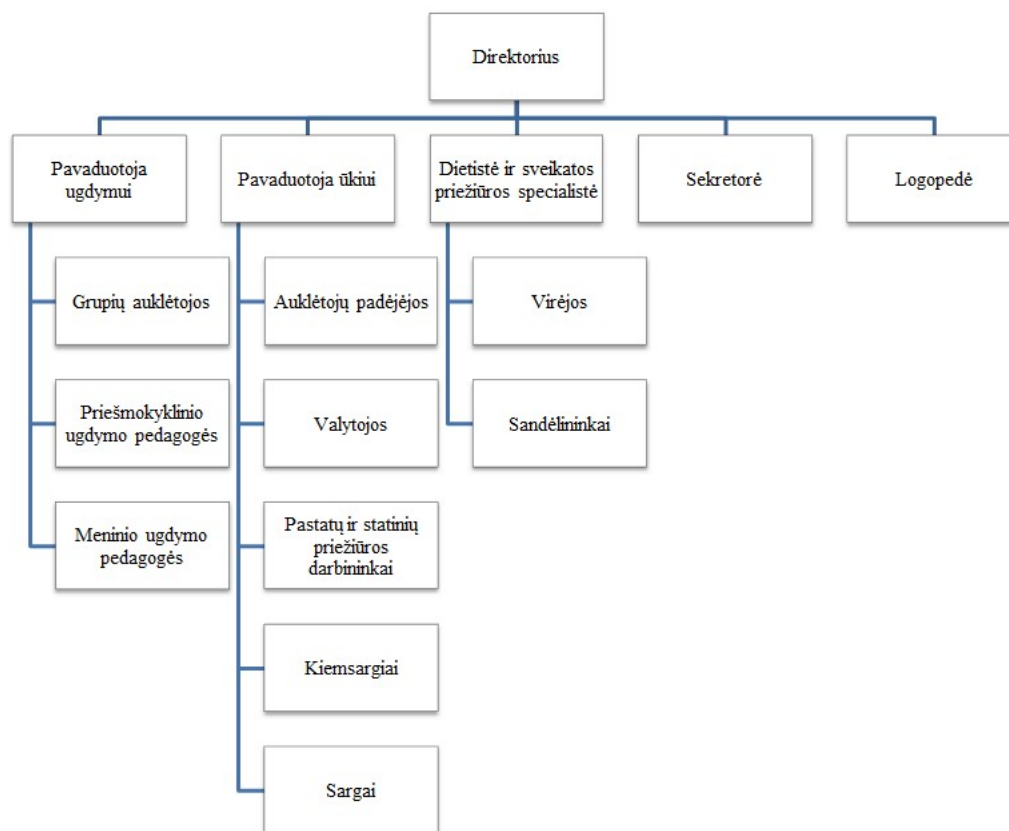 Direktorius
Pavaduotoja
ugdymui
Pavaduotoja ūkiui
Dietistė ir sveikatos
priežiūros specialistė
Sekretorė
Logopedė
Grupių auklėtojos
Auklėtojų padėjėjos
Virėjos
Priešmokyklinio
ugdymo pedagogės
Valytojos
Sandėlininkai
Meninio ugdymo
pedagogės
Pastatų ir statinių
priežiūros
darbininkai
Kiemsargiai
Sargai